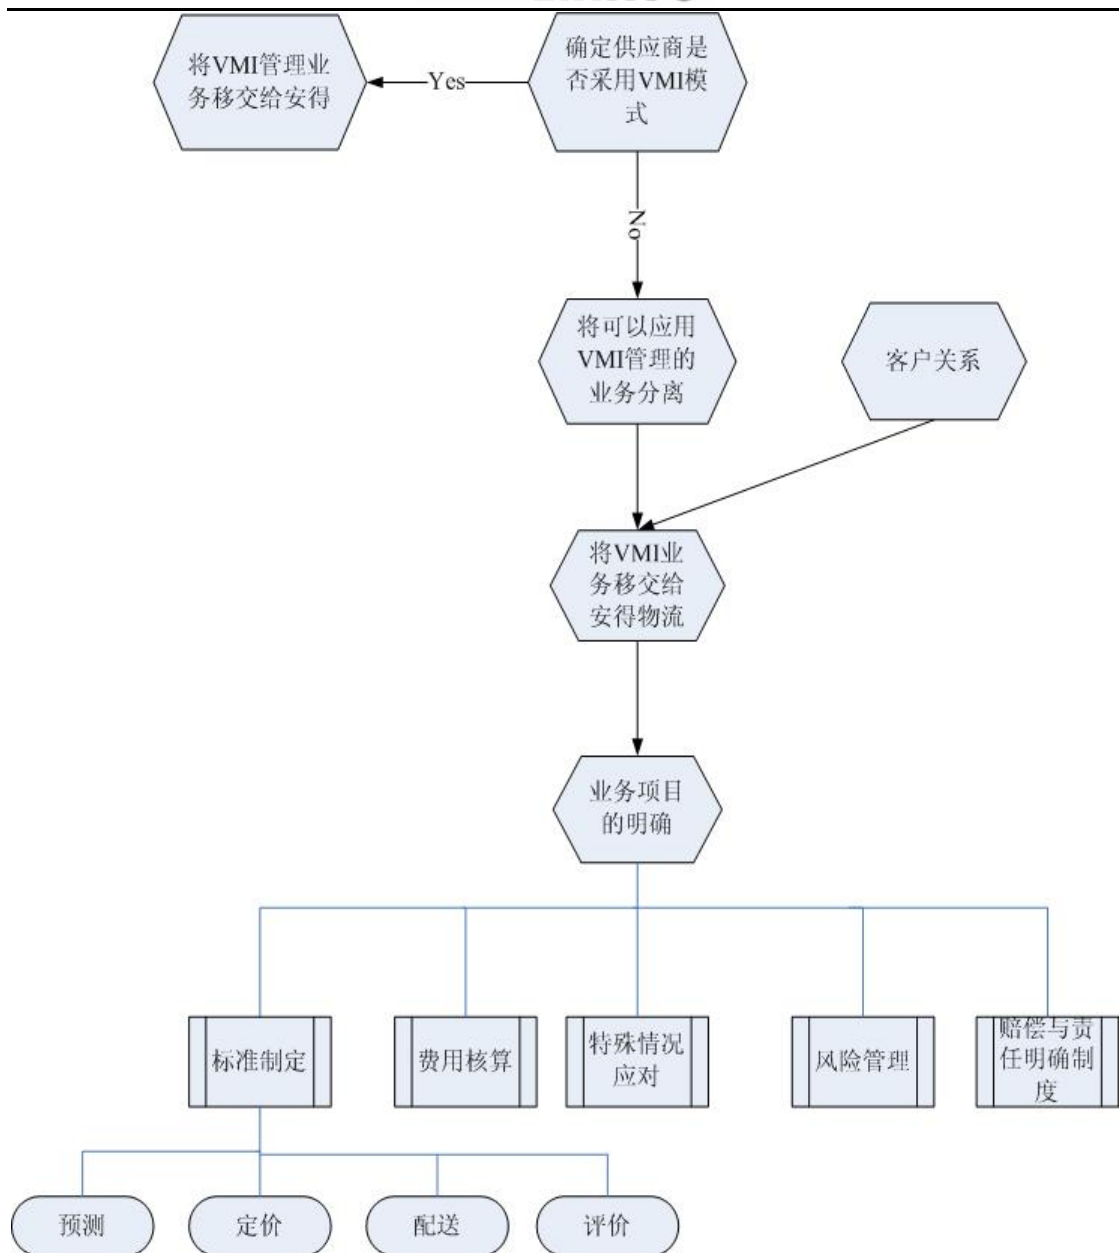 将VMI管理业
务移交给安得
Yes
确定供应商是
否采用VMI模
式
No
将可以应用
VMI管理的
业务分离
客户关系
将VMI业
务移交给
安得物流
业务项目
的明确
标准制定
费用核算
特殊情况
应对
风险管理
赔偿与责
任明确制
度
预测
定价
配送
评价